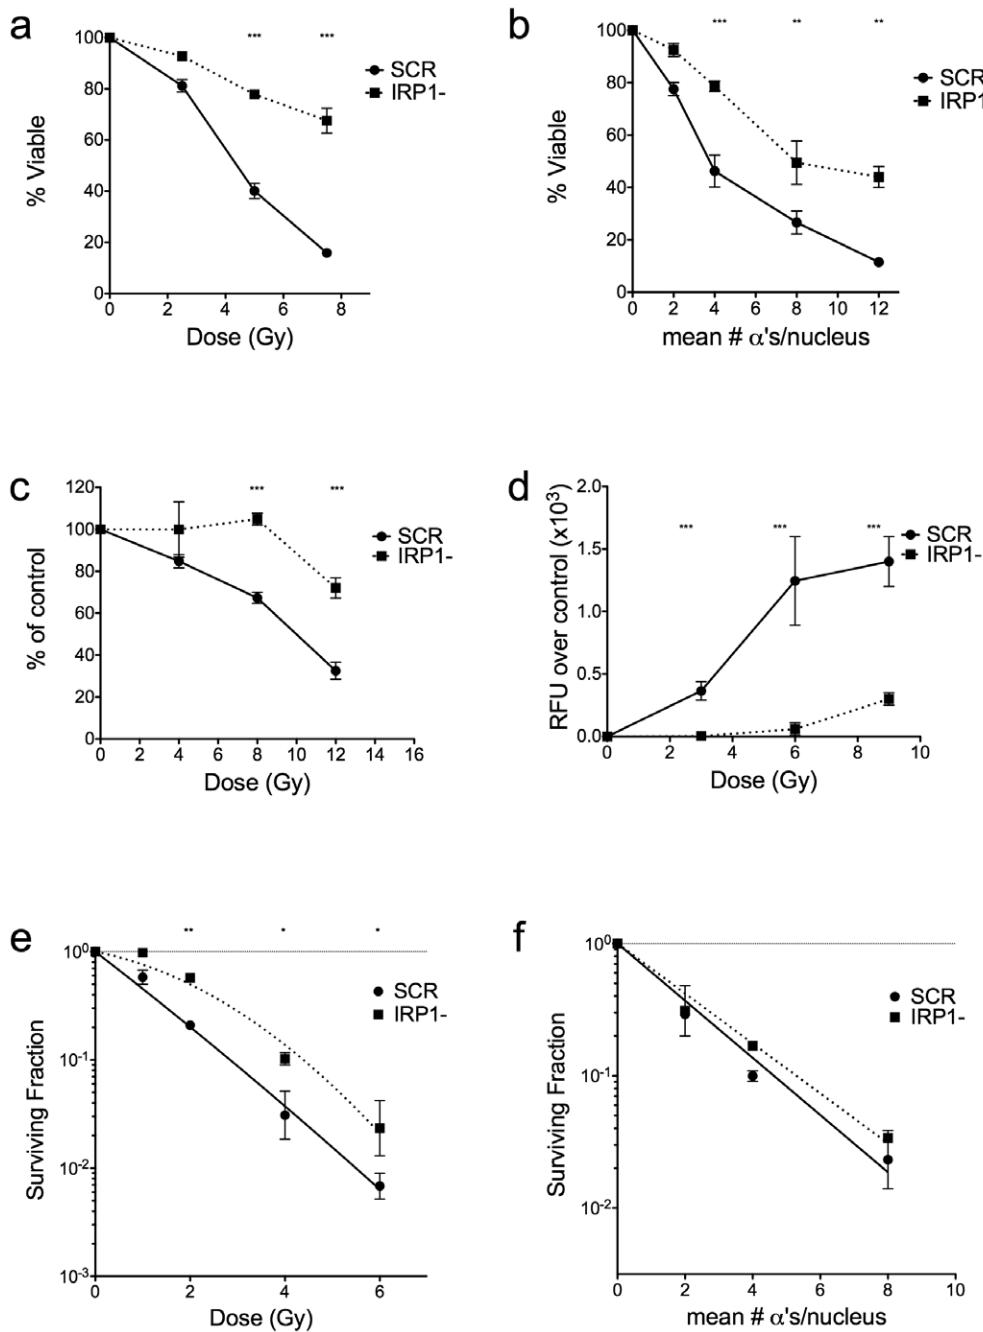 a
*** ***
100
80
60
40
20
0
% Viable
0 2 4 6 8
Dose (Gy)
SCR
IRP1-
b
*** ** **
100
80
60
40
20
0
% Viable
0 2 4 6 8 10 12
mean # α's/nucleus
SCR
IRP1
c
*** ***
120
100
80
60
40
20
0
% of control
0 2 4 6 8 10 12 14 16
Dose (Gy)
SCR
IRP1-
d
*** *** ***
2.0
1.5
1.0
0.5
0.0
RFU over control (x10³)
0 2 4 6 8 10
Dose (Gy)
SCR
IRP1-
e
** * *
10⁰
10⁻¹
10⁻²
10⁻³
Surviving Fraction
0 2 4 6
Dose (Gy)
SCR
IRP1-
f
10⁰
10⁻¹
10⁻²
Surviving Fraction
0 2 4 6 8 10
mean # α's/nucleus
SCR
IRP1-